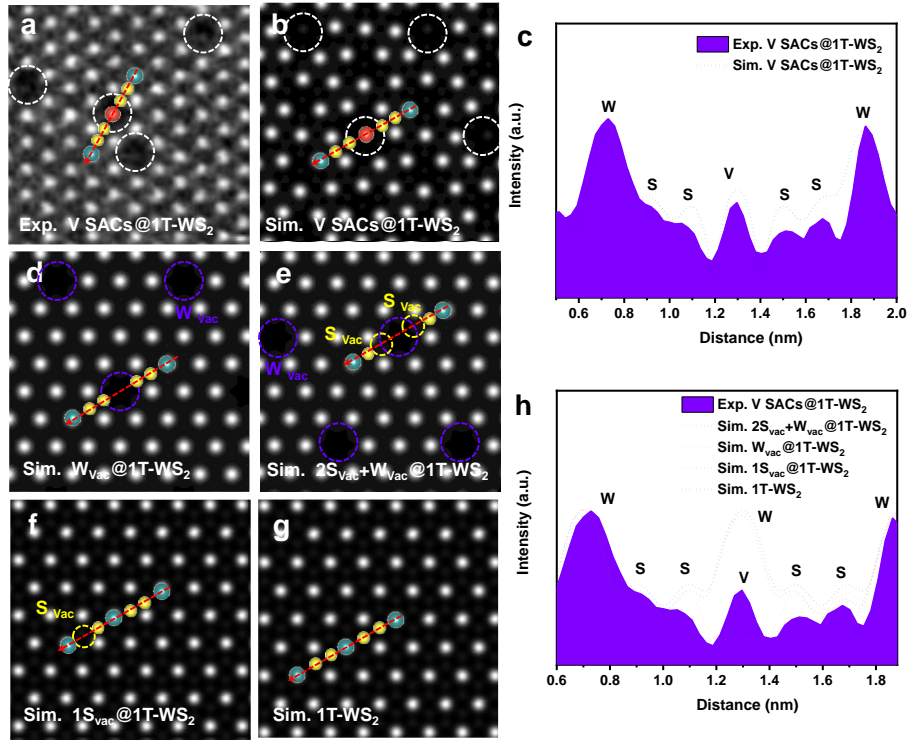 a
Exp. V SACs@1T-WS₂
b
Sim. V SACs@1T-WS₂
c
Exp. V SACs@1T-WS₂
Sim. V SACs@1T-WS₂
W
S
S
V
S
S
W
Intensity (a.u.)
0.6 0.8 1.0 1.2 1.4 1.6 1.8 2.0
Distance (nm)
d
W Vac
Sim. WVac@1T-WS₂
e
S Vac
S Vac
W Vac
Sim. 2Svac+Wvac@1T-WS₂
f
S Vac
Sim. 1Svac@1T-WS₂
g
Sim. 1T-WS₂
h
Exp. V SACs@1T-WS₂
Sim. 2Svac+Wvac@1T-WS₂
Sim. Wvac@1T-WS₂
Sim. 1Svac@1T-WS₂
Sim. 1T-WS₂
W
S
S
W
V
S
S
W
Intensity (a.u.)
0.6 0.8 1.0 1.2 1.4 1.6 1.8
Distance (nm)